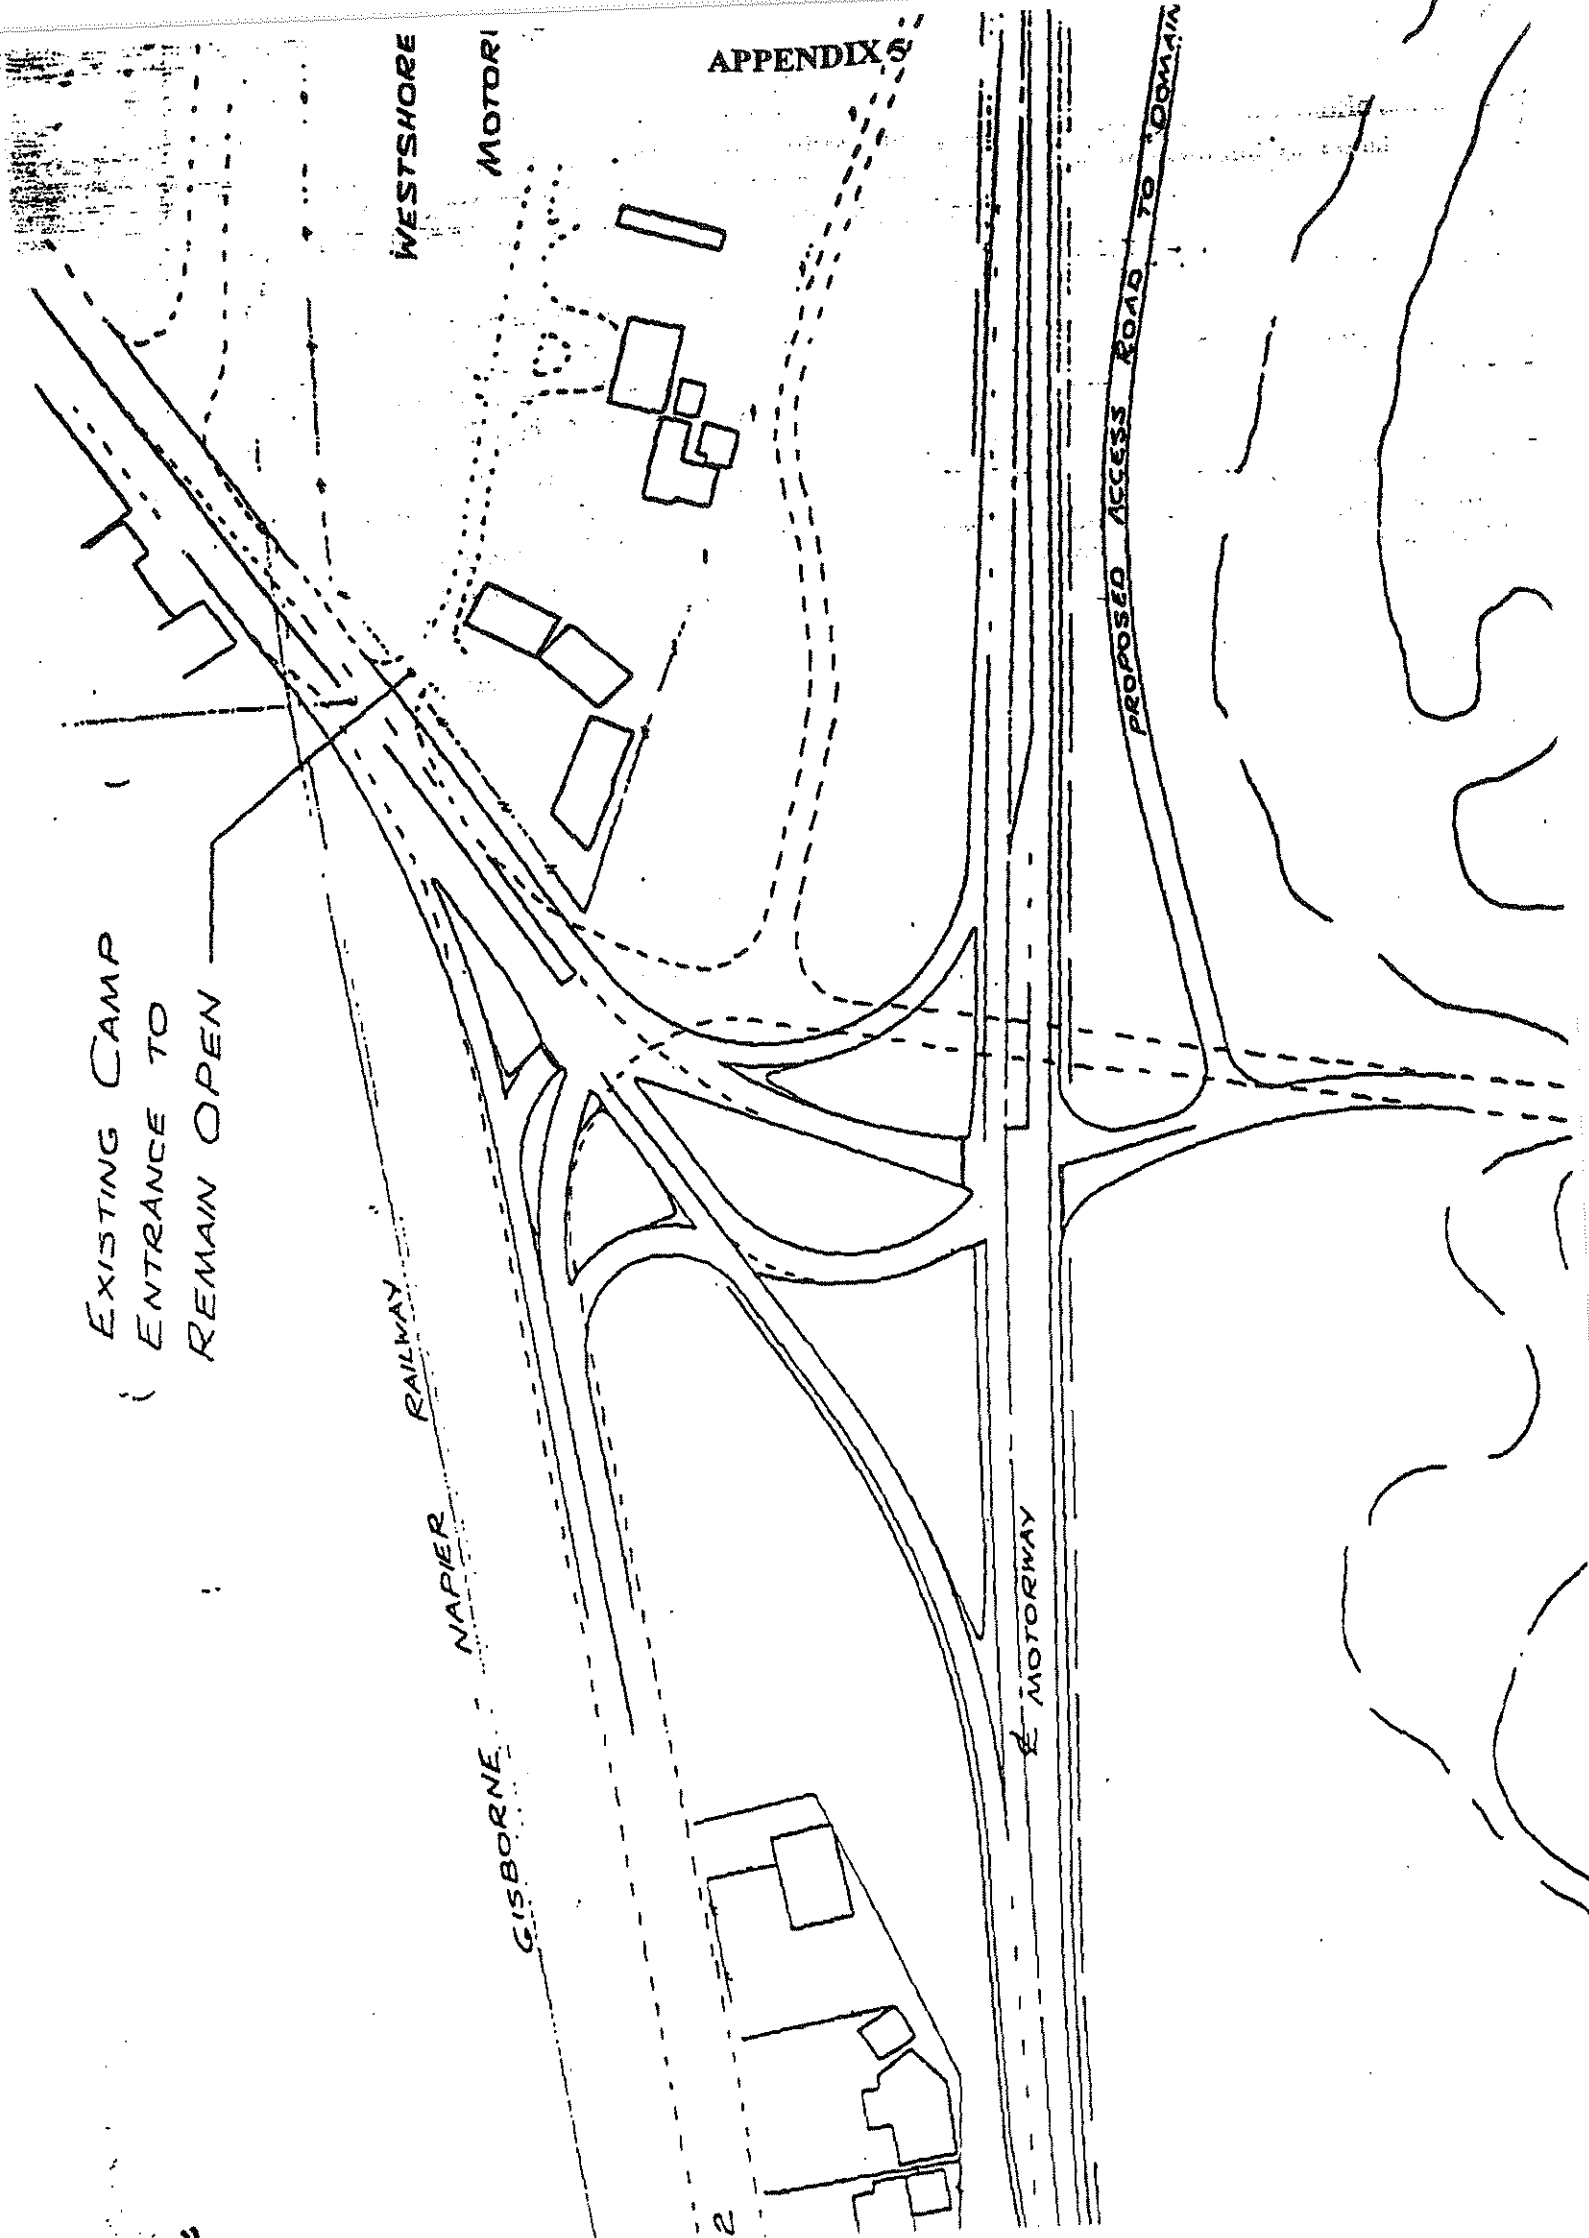 APPENDIX 5
WESTSHORE
MOTORI
PROPOSED ACCESS ROAD TO "DOMAIN
EXISTING CAMP
ENTRANCE TO
REMAIN OPEN
GISBORNE NAPIER RAILWAY
℄ MOTORWAY
2